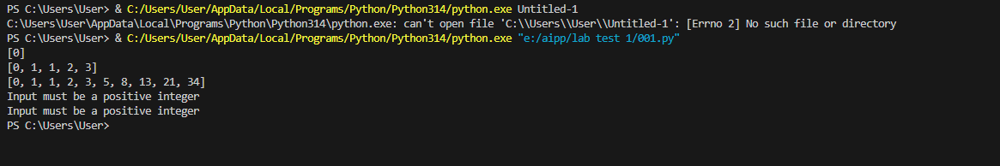 PS C:\Users\User> & C:/Users/User/AppData/Local/Programs/Python/Python314/python.exe Untitled-1
C:\Users\User\AppData\Local\Programs\Python\Python314\python.exe: can't open file 'C:\\Users\\User\\Untitled-1': [Errno 2] No such file or directory
PS C:\Users\User> & C:/Users/User/AppData/Local/Programs/Python/Python314/python.exe "e:/aipp/lab test 1/001.py"
[0]
[0, 1, 1, 2, 3]
[0, 1, 1, 2, 3, 5, 8, 13, 21, 34]
Input must be a positive integer
Input must be a positive integer
PS C:\Users\User>